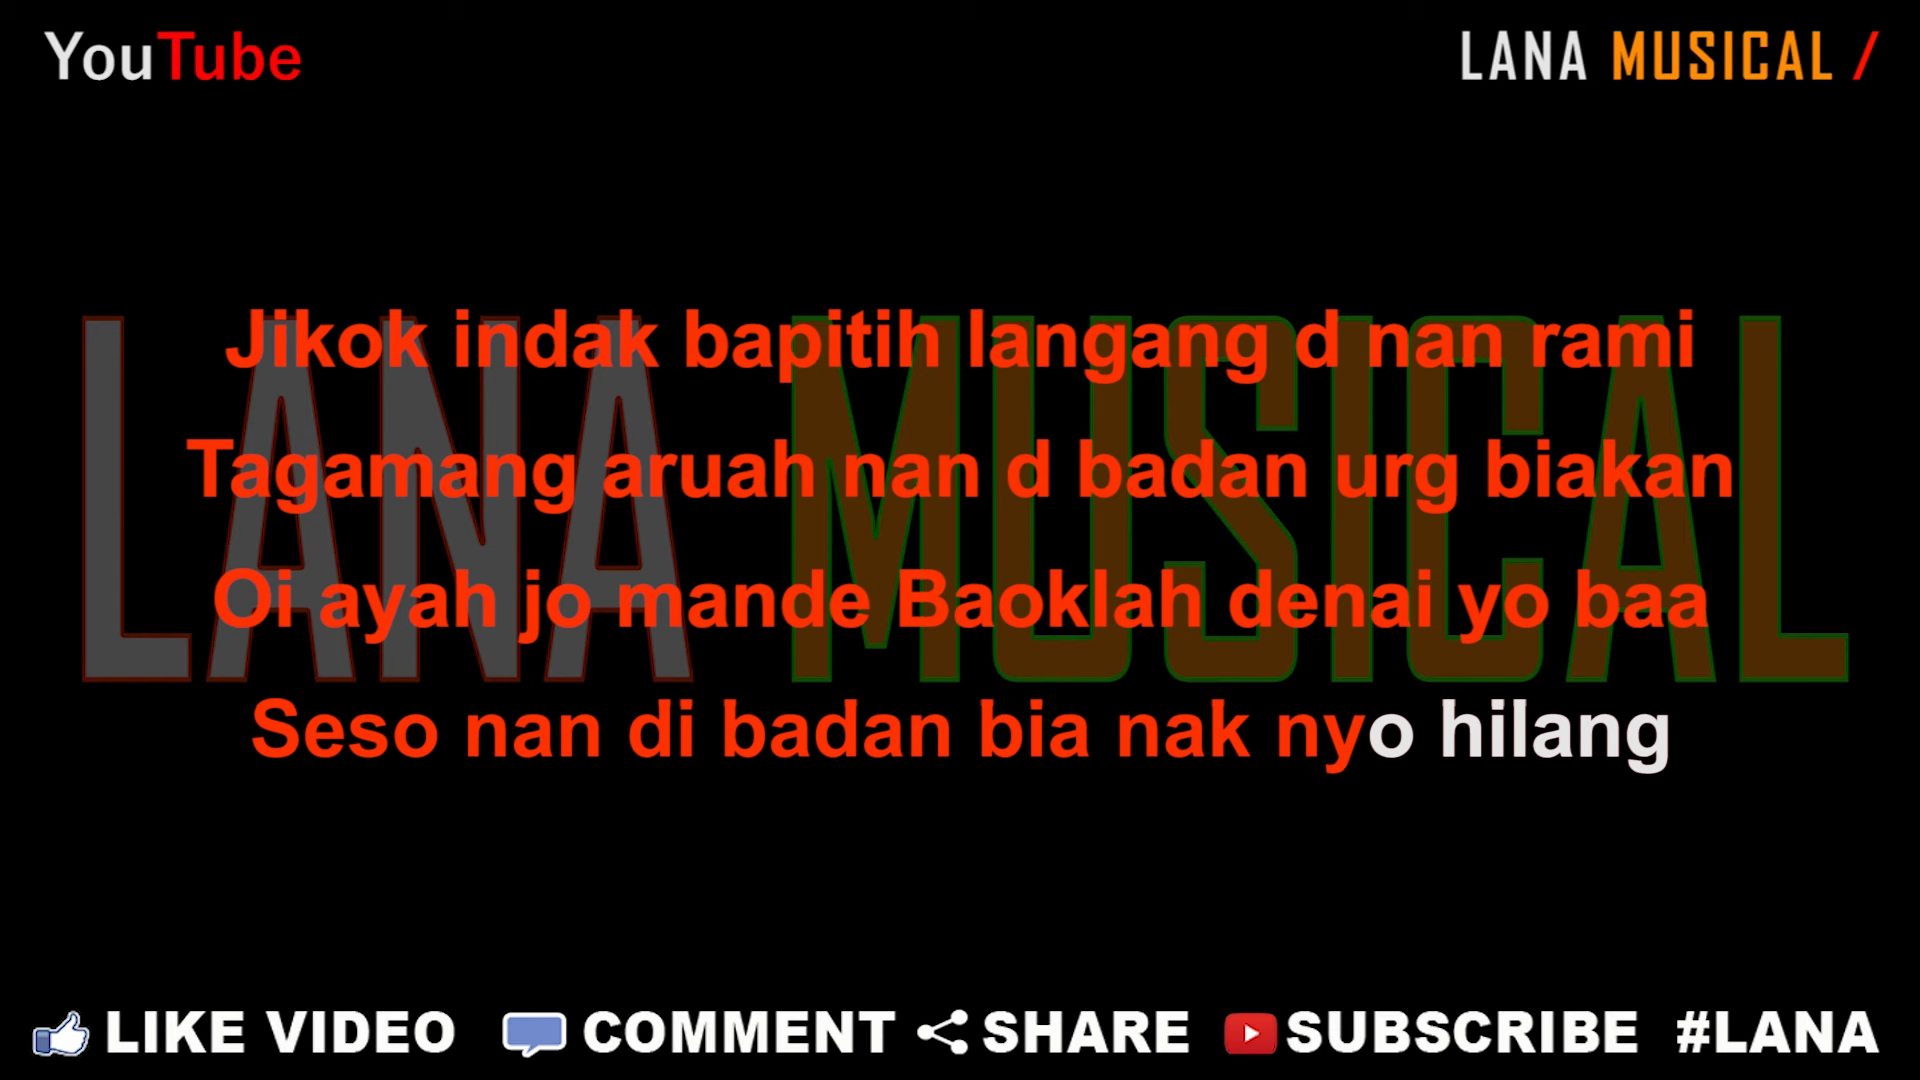 YouTube
LANA MUSICAL /
LANA MUSICAL
Jikok indak bapitih langang d nan rami
Tagamang aruah nan d badan urg biakan
Oi ayah jo mande Baoklah denai yo baa
Seso nan di badan bia nak nyo hilang
LIKE VIDEO COMMENT SHARE SUBSCRIBE #LANA